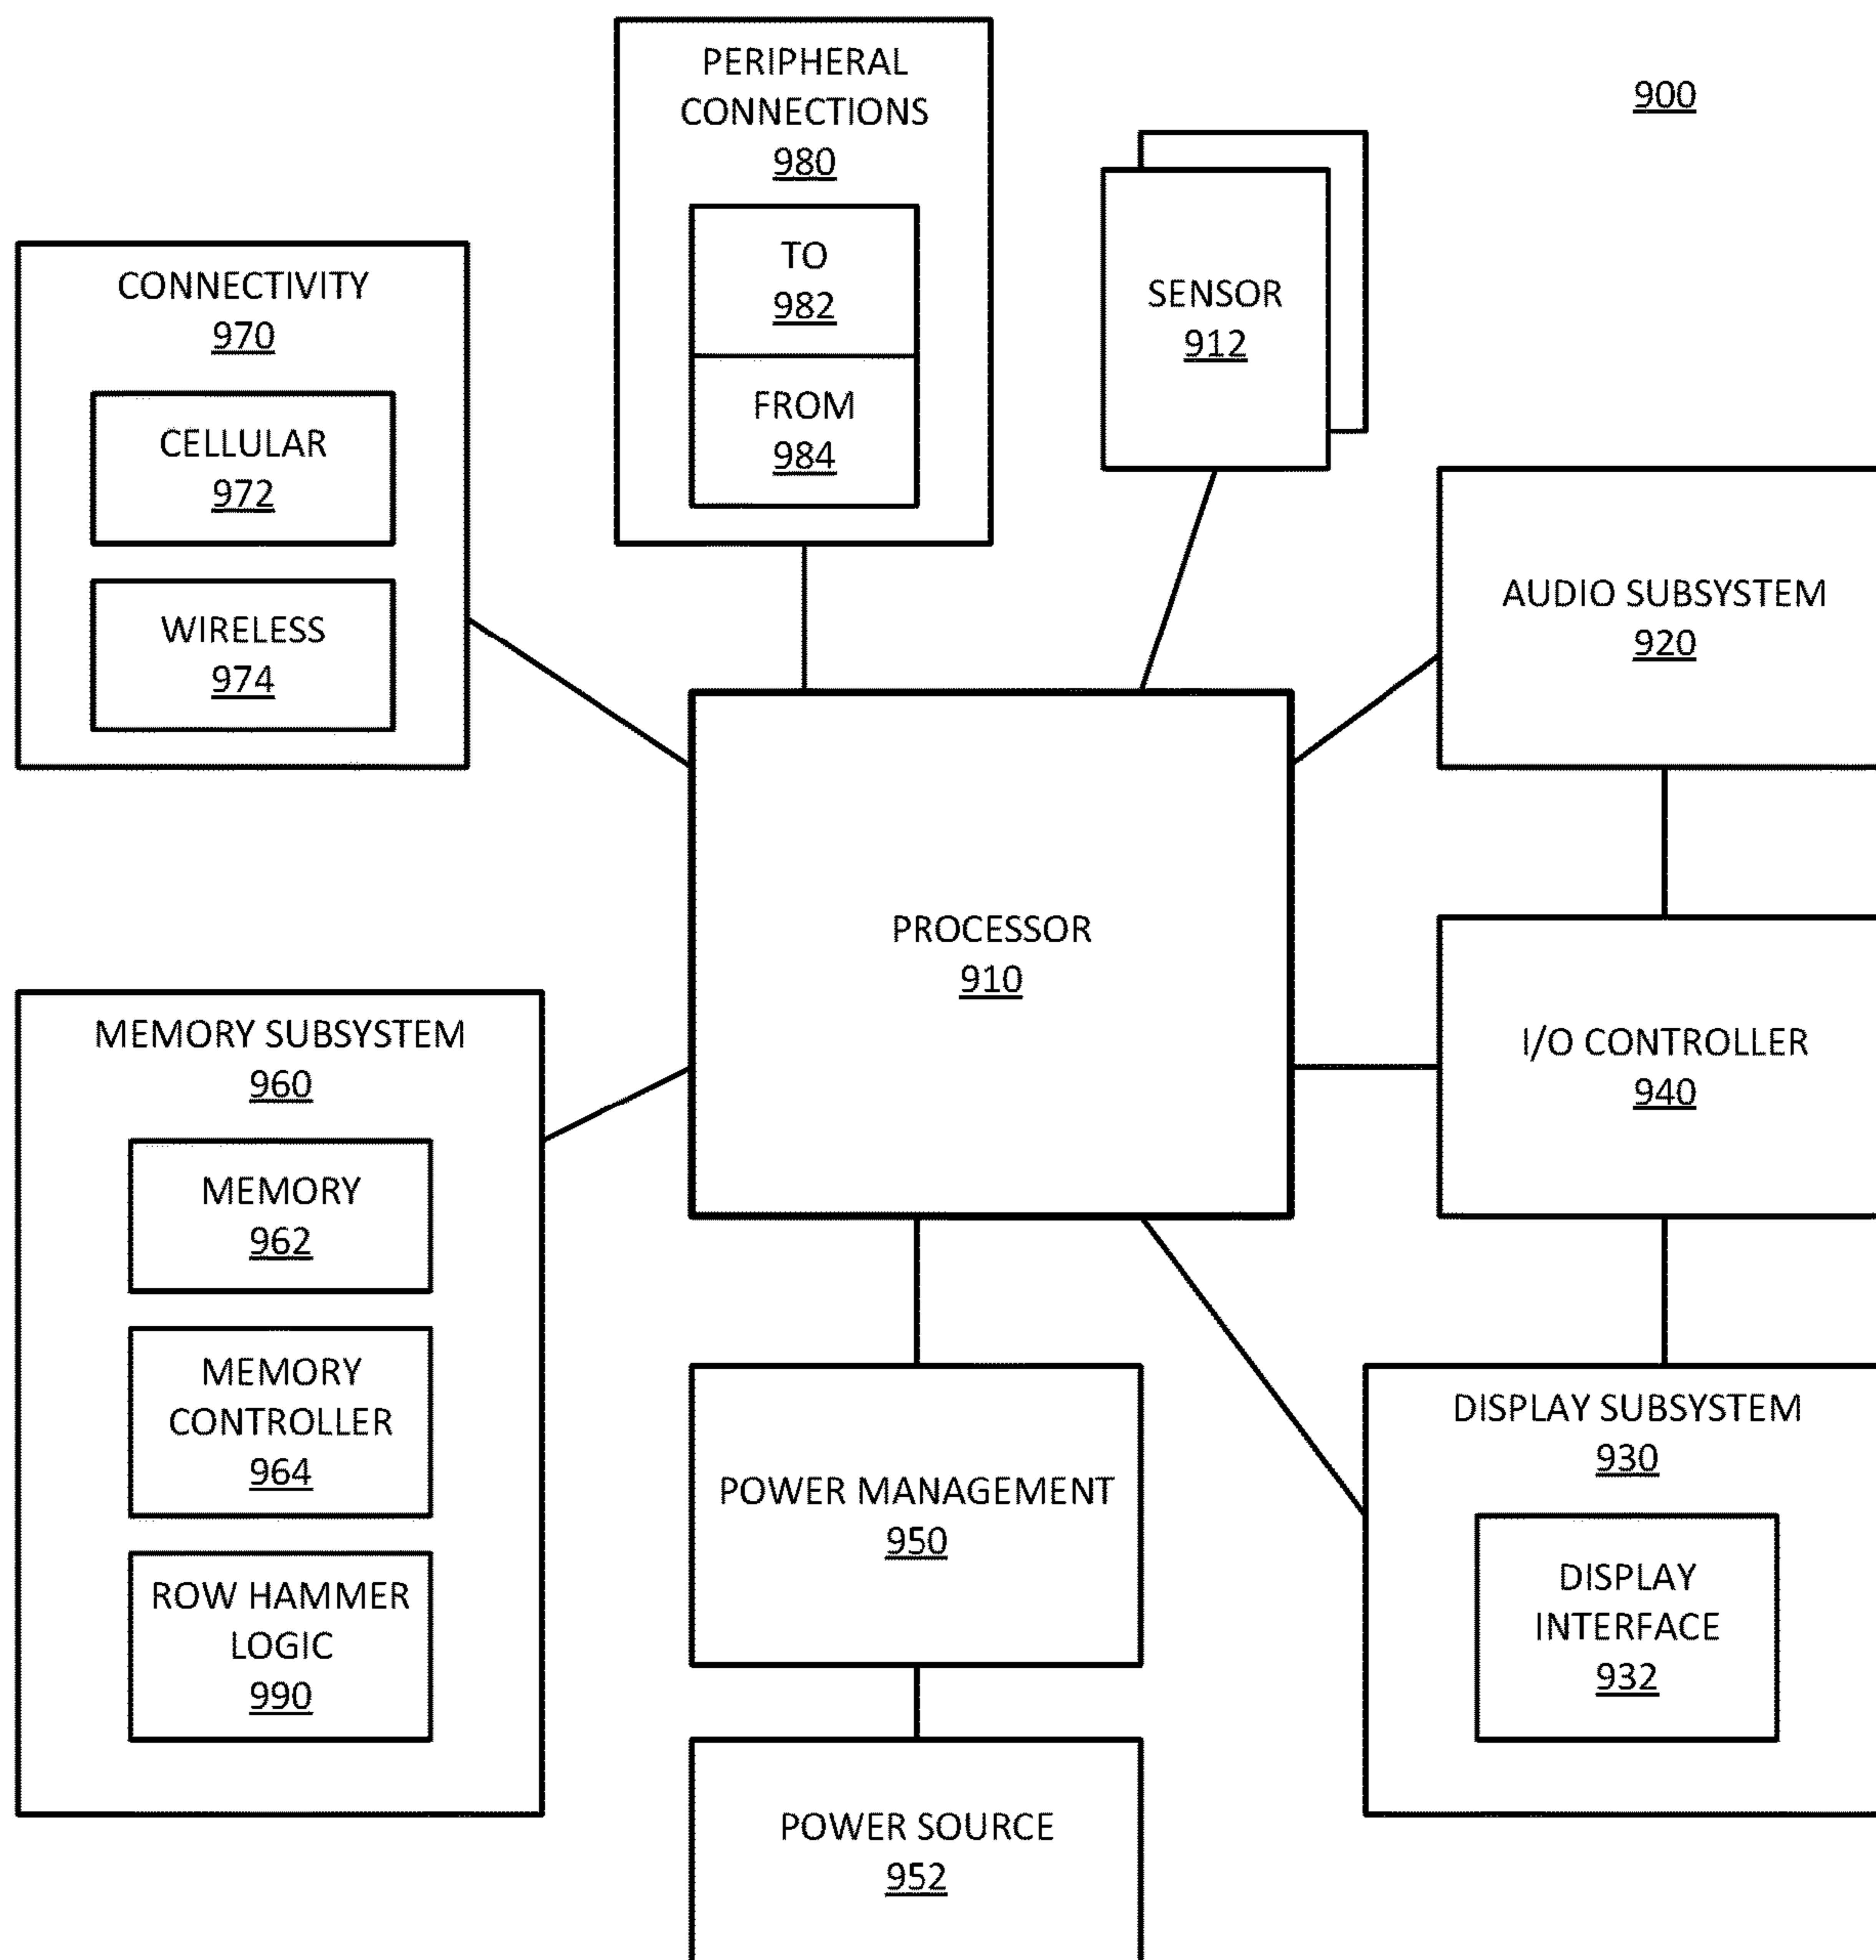 PERIPHERAL
CONNECTIONS
980
TO
982
FROM
984
900
SENSOR
912
CONNECTIVITY
970
CELLULAR
972
WIRELESS
974
AUDIO SUBSYSTEM
920
PROCESSOR
910
I/O CONTROLLER
940
MEMORY SUBSYSTEM
960
MEMORY
962
MEMORY
CONTROLLER
964
ROW HAMMER
LOGIC
990
POWER MANAGEMENT
950
POWER SOURCE
952
DISPLAY SUBSYSTEM
930
DISPLAY
INTERFACE
932